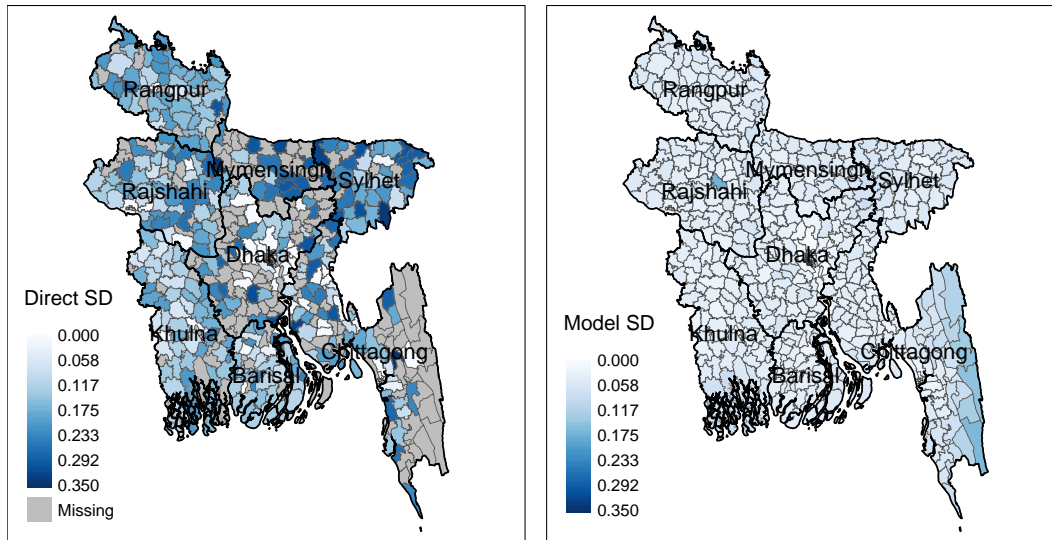 Rangpur
Mymensingh
Rajshahi
Sylhet
Dhaka
Direct SD
0.000
0.058
0.117
0.175
0.233
0.292
0.350
Missing
Khulna
Chittagong
Barisal
Rangpur
Mymensingh
Rajshahi
Sylhet
Dhaka
Model SD
0.000
0.058
0.117
0.175
0.233
0.292
0.350
Khulna
Chittagong
Barisal